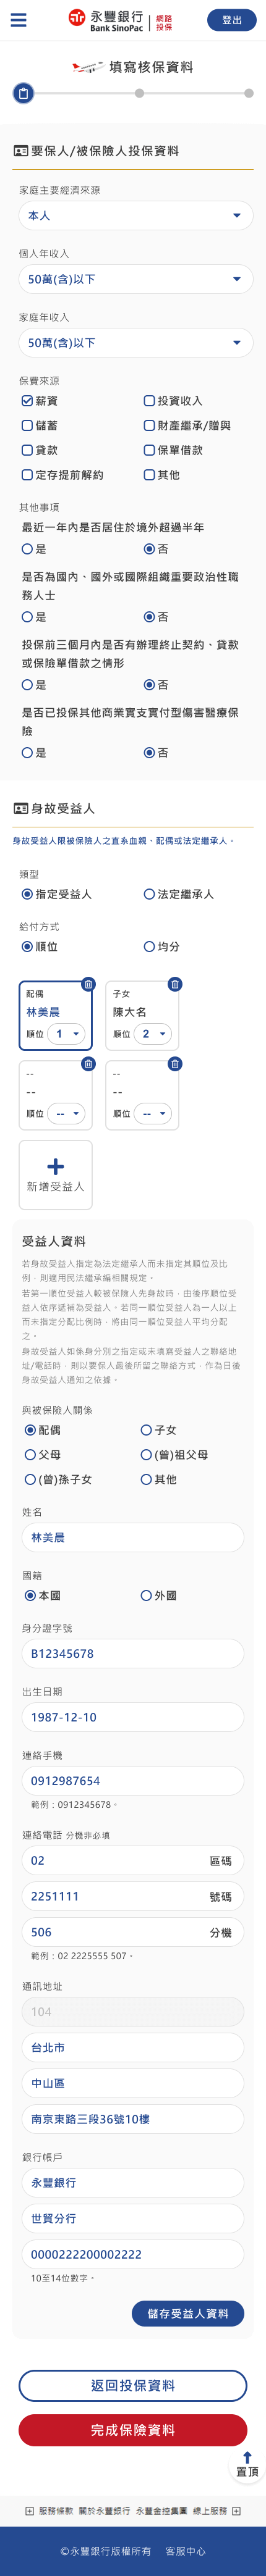 永豐銀行
Bank SinoPac
網路
投保
登出
填寫核保資料
要保人/被保險人投保資料
家庭主要經濟來源
本人
個人年收入
50萬(含)以下
家庭年收入
50萬(含)以下
保費來源
薪資
投資收入
儲蓄
財產繼承/贈與
貸款
保單借款
定存提前解約
其他
其他事項
最近一年內是否居住於境外超過半年
是
否
是否為國內、國外或國際組織重要政治性職
務人士
是
否
投保前三個月內是否有辦理終止契約、貸款
或保險單借款之情形
是
否
是否已投保其他商業實支實付型傷害醫療保
險
是
否
身故受益人
身故受益人限被保險人之直系血親、配偶或法定繼承人。
類型
指定受益人
法定繼承人
給付方式
順位
均分
配偶
林美晨
順位 1
子女
陳大名
順位 2
--
--
順位 --
--
--
順位 --
新增受益人
受益人資料
若身故受益人指定為法定繼承人而未指定其順位及比
例，則適用民法繼承編相關規定。
若第一順位受益人較被保險人先身故時，由後序順位受
益人依序遞補為受益人。若同一順位受益人為一人以上
而未指定分配比例時，將由同一順位受益人平均分配
之。
身故受益人如係身分別之指定或未填寫受益人之聯絡地
址/電話時，則以要保人最後所留之聯絡方式，作為日後
身故受益人通知之依據。
與被保險人關係
配偶
子女
父母
(曾)祖父母
(曾)孫子女
其他
姓名
林美晨
國籍
本國
外國
身分證字號
B12345678
出生日期
1987-12-10
連絡手機
0912987654
範例：0912345678。
連絡電話 分機非必填
02 區碼
2251111 號碼
506 分機
範例：02 2225555 507。
通訊地址
104
台北市
中山區
南京東路三段36號10樓
銀行帳戶
永豐銀行
世貿分行
0000222200002222
10至14位數字。
儲存受益人資料
返回投保資料
完成保險資料
置頂
服務條款 關於永豐銀行 永豐金控集團 線上服務
©永豐銀行版權所有 客服中心